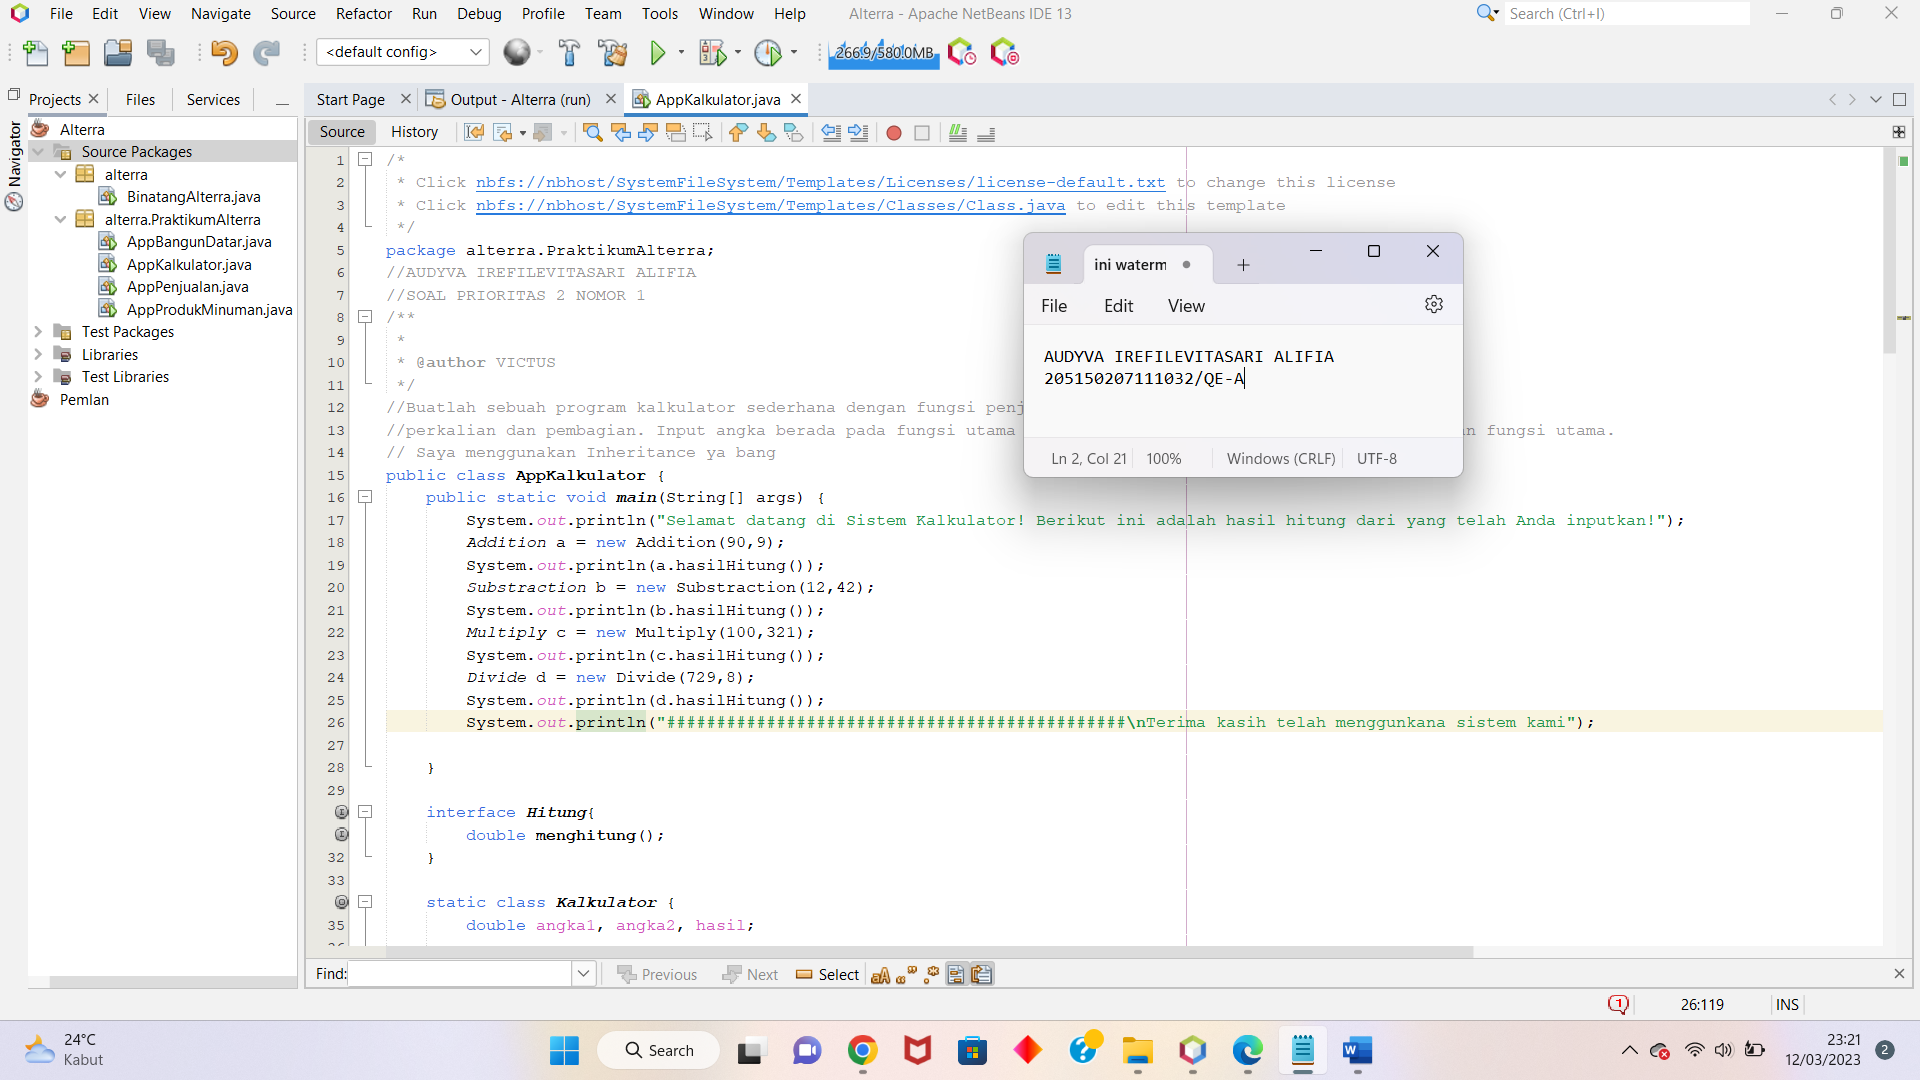 File Edit View Navigate Source Refactor Run Debug Profile Team Tools Window Help Alterra - Apache NetBeans IDE 13 Search (Ctrl+I)
<default config> 266.9/580.0MB
Projects Files Services Start Page Output - Alterra (run) AppKalkulator.java
Navigator
Source History
Alterra
Source Packages
alterra
BinatangAlterra.java
alterra.PraktikumAlterra
AppBangunDatar.java
AppKalkulator.java
AppPenjualan.java
AppProdukMinuman.java
Test Packages
Libraries
Test Libraries
Pemlan
1 /*
2 * Click nbfs://nbhost/SystemFileSystem/Templates/Licenses/license-default.txt to change this license
3 * Click nbfs://nbhost/SystemFileSystem/Templates/Classes/Class.java to edit this template
4 */
5 package alterra.PraktikumAlterra;
6 //AUDYVA IREFILEVITASARI ALIFIA
7 //SOAL PRIORITAS 2 NOMOR 1
8 /**
9 *
10 * @author VICTUS
11 */
12 //Buatlah sebuah program kalkulator sederhana dengan fungsi penj
13 //perkalian dan pembagian. Input angka berada pada fungsi utama n fungsi utama.
14 // Saya menggunakan Inheritance ya bang
15 public class AppKalkulator {
16 public static void main(String[] args) {
17 System.out.println("Selamat datang di Sistem Kalkulator! Berikut ini adalah hasil hitung dari yang telah Anda inputkan!");
18 Addition a = new Addition(90,9);
19 System.out.println(a.hasilHitung());
20 Substraction b = new Substraction(12,42);
21 System.out.println(b.hasilHitung());
22 Multiply c = new Multiply(100,321);
23 System.out.println(c.hasilHitung());
24 Divide d = new Divide(729,8);
25 System.out.println(d.hasilHitung());
26 System.out.println("##############################################\nTerima kasih telah menggunkana sistem kami");
27
28 }
29
interface Hitung{
double menghitung();
32 }
33
static class Kalkulator {
35 double angka1, angka2, hasil;
ini waterm
File Edit View
AUDYVA IREFILEVITASARI ALIFIA
205150207111032/QE-A
Ln 2, Col 21 100% Windows (CRLF) UTF-8
Find: Previous Next Select
1 26:119 INS
24°C
Kabut
Search
23:21
12/03/2023
2